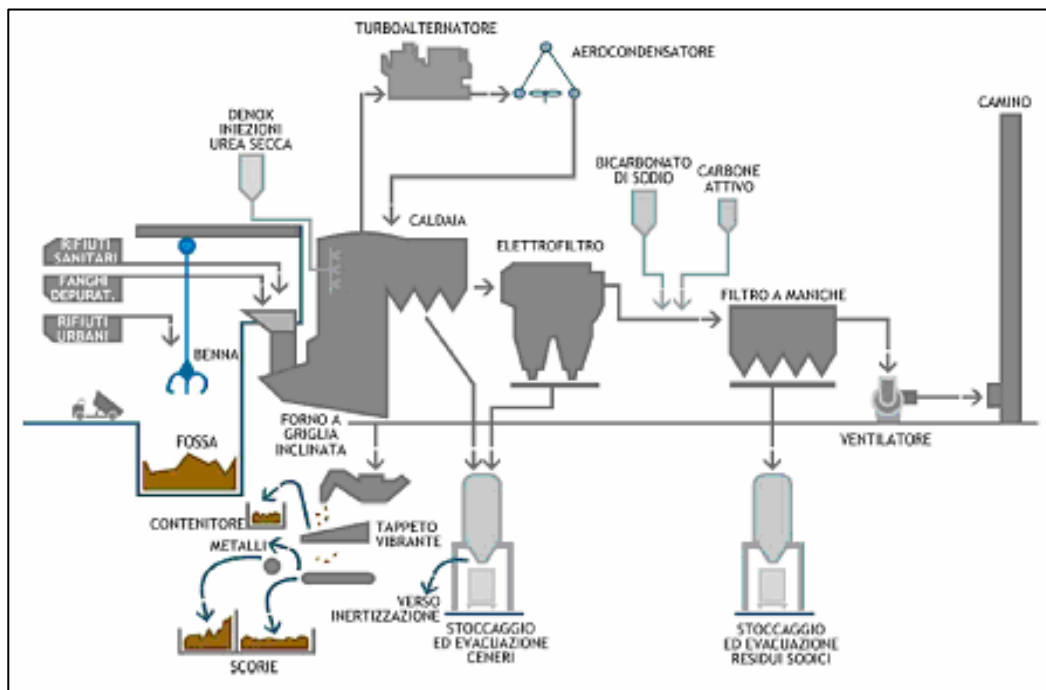 TURBOALTERNATORE
AEROCONDENSATORE
CAMINO
DENOX
INIEZIONI
UREA SECCA
BICARBONATO
DI SODIO
CARBONE
ATTIVO
CALDAIA
ELETTROFILTRO
RIFIUTI
SANITARI
FANGHI
DEPURAT.
RIFIUTI
URBANI
FILTRO A MANICHE
BENNA
FORNO A
GRIGLIA
INCLINATA
VENTILATORE
FOSSA
CONTENITORE
TAPPETO
VIBRANTE
METALLI
VERSO
INERTIZZAZIONE
STOCCAGGIO
ED EVACUAZIONE
CENERI
STOCCAGGIO
ED EVACUAZIONE
RESIDUI SODICI
SCORIE